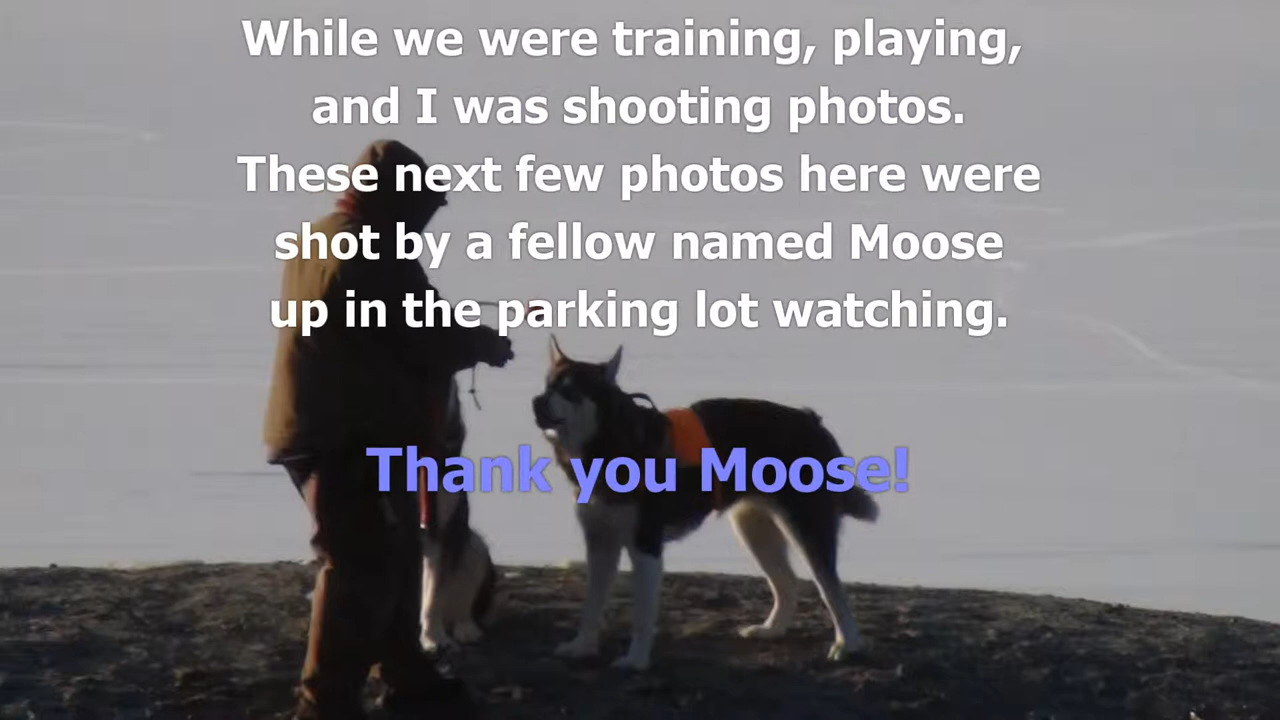 While we were training, playing,
and I was shooting photos.
These next few photos here were
shot by a fellow named Moose
up in the parking lot watching.
Thank you Moose!